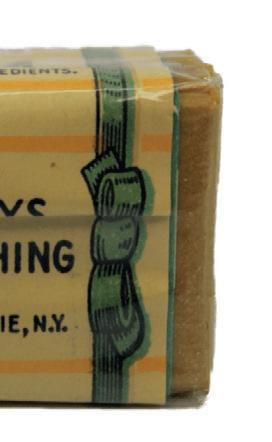 EDIENTS.
YS
HING
IE, N.Y.